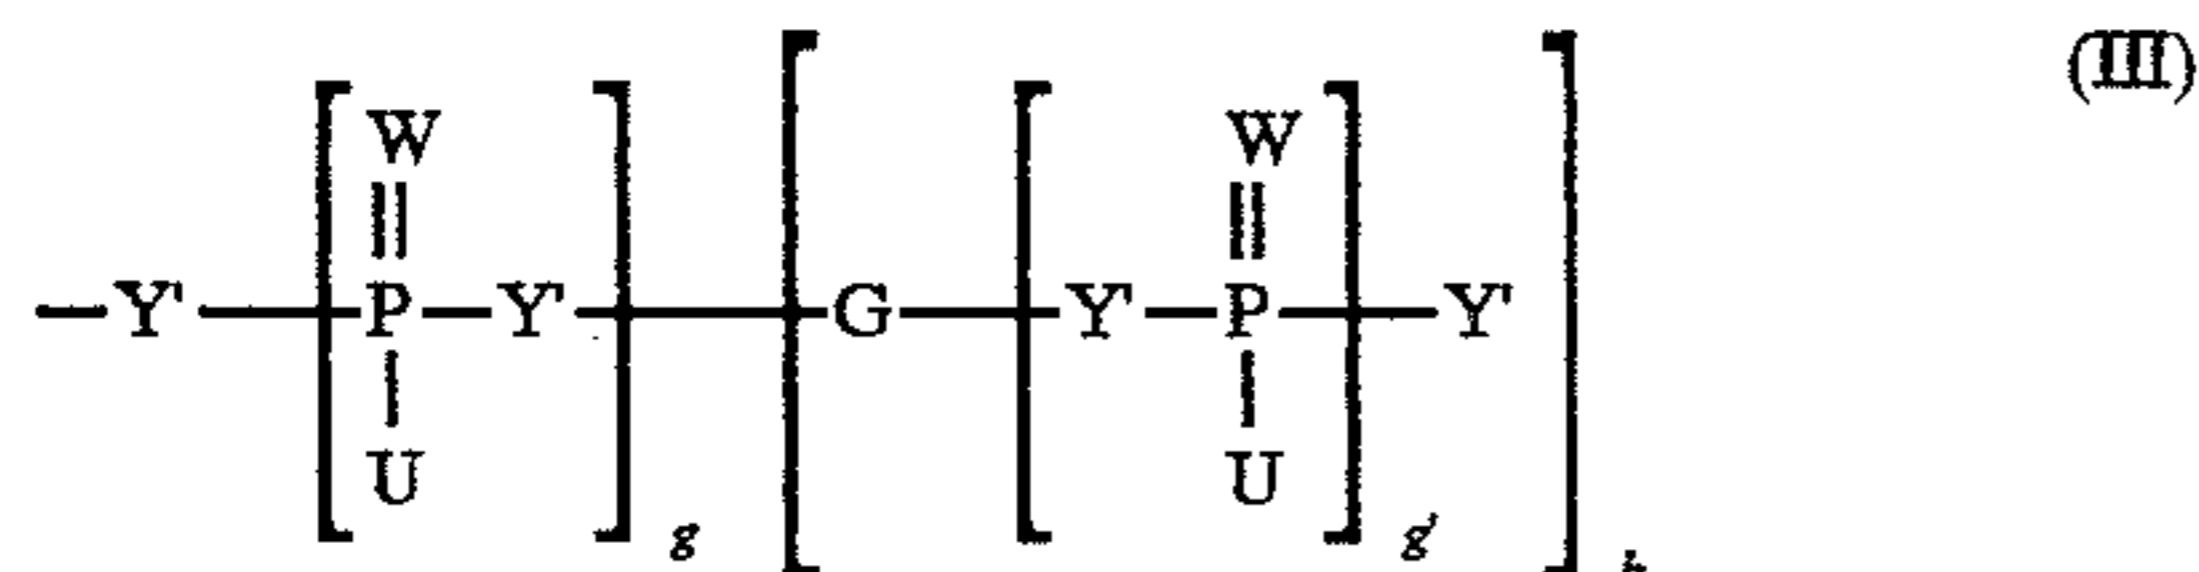 (III)
W W
—Y'—[P—Y'—]—[G—[Y'—P—]—Y']
U U
g g'